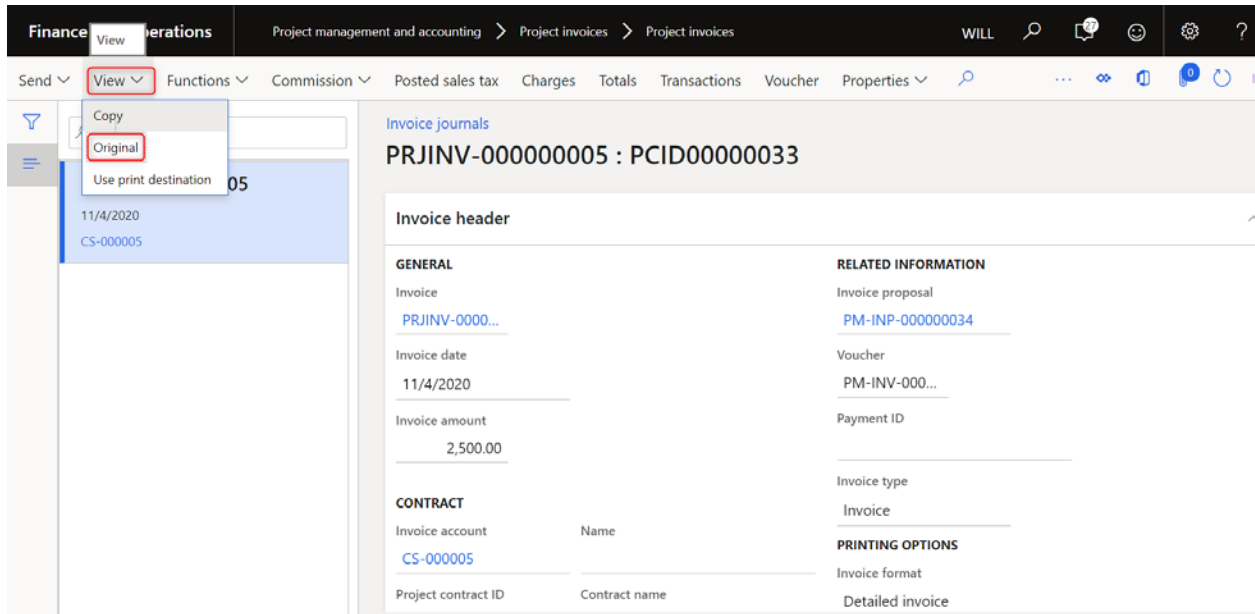 Finance
View
erations
Project management and accounting > Project invoices > Project invoices
WILL
27
?
Send View Functions Commission Posted sales tax Charges Totals Transactions Voucher Properties ... 0
Copy
Original
Use print destination
05
11/4/2020
CS-000005
Invoice journals
PRJINV-000000005 : PCID00000033
Invoice header
GENERAL
Invoice
PRJINV-0000...
Invoice date
11/4/2020
Invoice amount
2,500.00
CONTRACT
Invoice account Name
CS-000005
Project contract ID Contract name
RELATED INFORMATION
Invoice proposal
PM-INP-000000034
Voucher
PM-INV-000...
Payment ID
Invoice type
Invoice
PRINTING OPTIONS
Invoice format
Detailed invoice